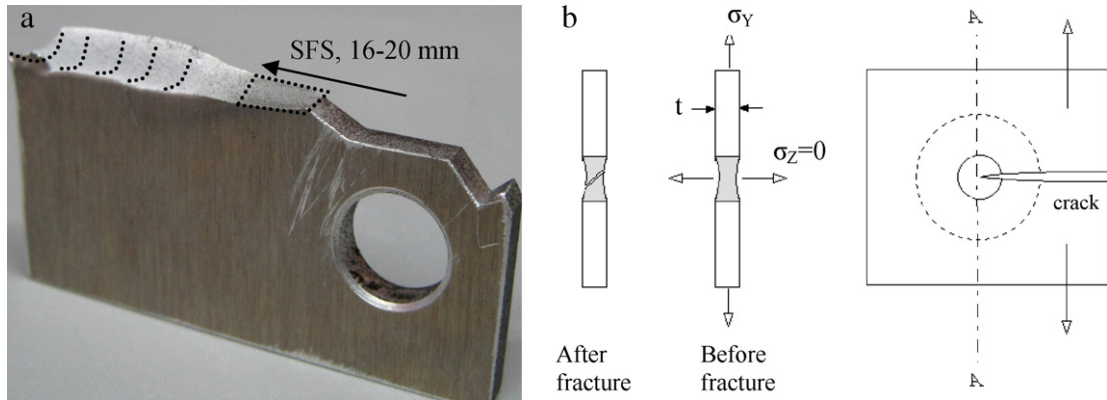 a
SFS, 16-20 mm
b
σY
t
σZ=0
After
fracture
Before
fracture
A
crack
A